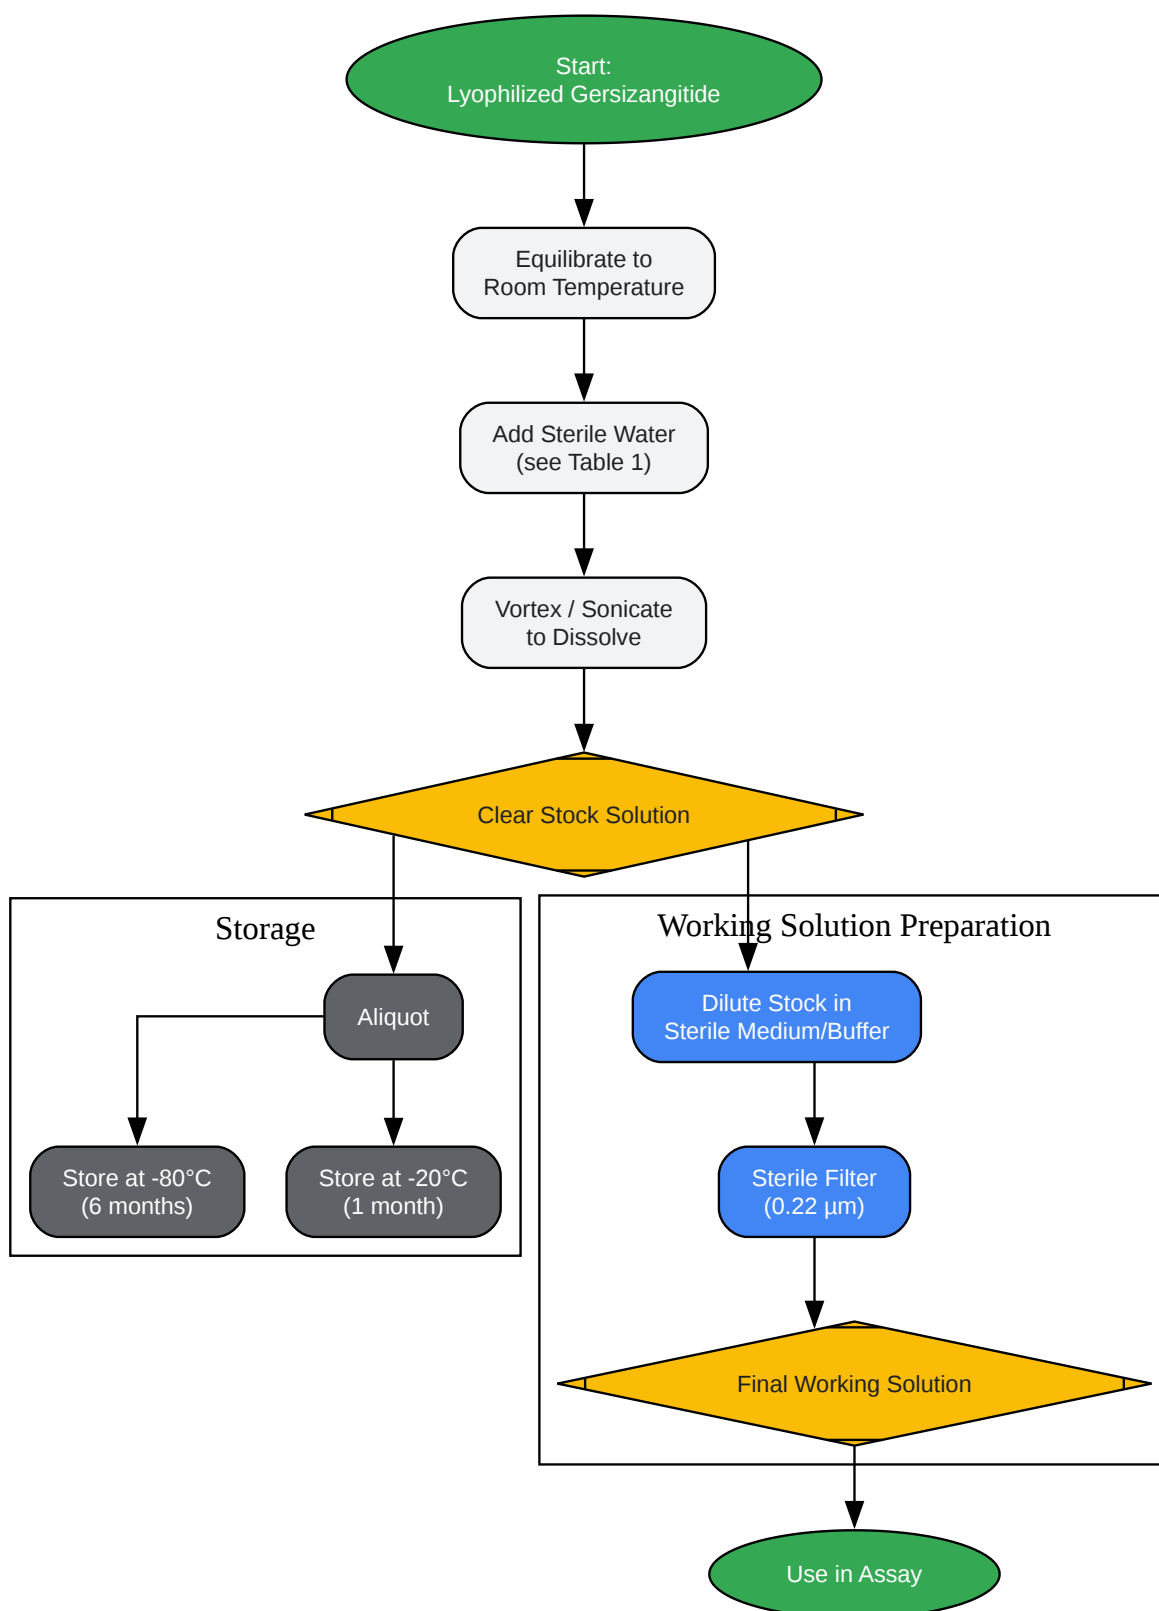 Start:
Lyophilized Gersizangitide
Equilibrate to
Room Temperature
Add Sterile Water
(see Table 1)
Vortex / Sonicate
to Dissolve
Clear Stock Solution
Storage
Aliquot
Store at -80°C
(6 months)
Store at -20°C
(1 month)
Working Solution Preparation
Dilute Stock in
Sterile Medium/Buffer
Sterile Filter
(0.22 µm)
Final Working Solution
Use in Assay